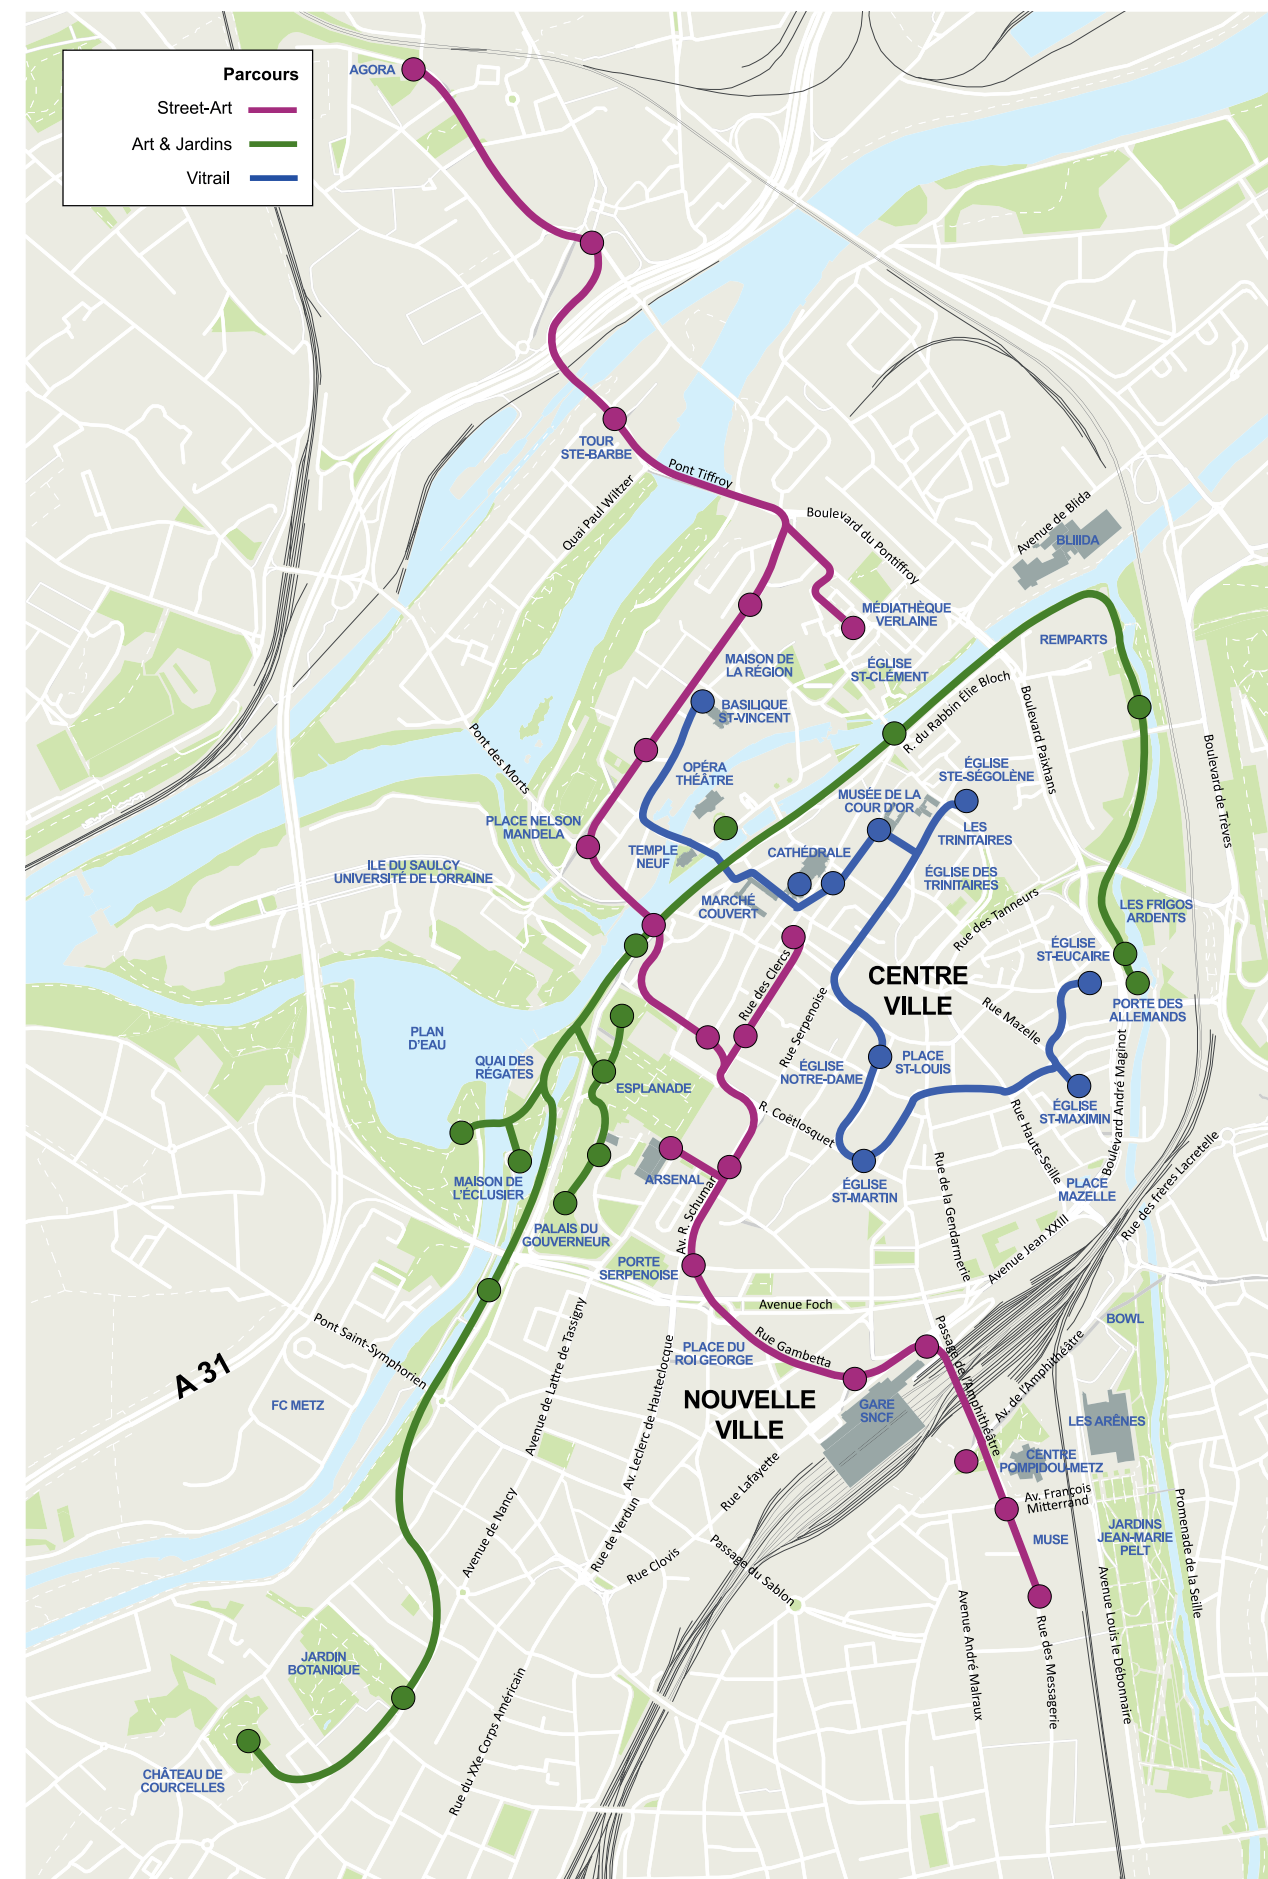 Parcours
Street-Art
Art & Jardins
Vitrail
AGORA
TOUR
STE-BARBE
Pont Tiffroy
Quai Paul Wiltzer
Boulevard du Pontiffroy
Avenue de Blida
BLIIIDA
MÉDIATHÈQUE
VERLAINE
REMPARTS
MAISON DE
LA RÉGION
ÉGLISE
ST-CLÉMENT
R. du Rabbin Élie Bloch
Boulevard Paixhans
Boulevard de Trèves
BASILIQUE
ST-VINCENT
Pont des Morts
OPÉRA
THÉÂTRE
ÉGLISE
STE-SÉGOLÈNE
MUSÉE DE LA
COUR D'OR
PLACE NELSON
MANDELA
LES
TRINITAIRES
TEMPLE
NEUF
CATHÉDRALE
ILE DU SAULCY
UNIVERSITÉ DE LORRAINE
ÉGLISE DES
TRINITAIRES
MARCHÉ
COUVERT
LES FRIGOS
ARDENTS
Rue des Tanneurs
ÉGLISE
ST-EUCAIRE
Rue des Clercs
CENTRE
VILLE
Rue Serpenoise
Rue Mazelle
PORTE DES
ALLEMANDS
PLAN
D'EAU
QUAI DES
RÉGATES
ESPLANADE
ÉGLISE
NOTRE-DAME
PLACE
ST-LOUIS
Boulevard André Maginot
R. Coëtlosquet
Rue Haute-Seille
ÉGLISE
ST-MAXIMIN
MAISON DE
L'ÉCLUSIER
ARSENAL
ÉGLISE
ST-MARTIN
Rue de la Gendarmerie
PLACE
MAZELLE
Rue des frères Lacretelle
PALAIS DU
GOUVERNEUR
Av. R. Schuman
PORTE
SERPENOISE
Avenue Jean XXIII
Avenue Foch
Pont Saint-Symphorien
Avenue de Lattre de Tassigny
Av. Leclerc de Hauteclocque
PLACE DU
ROI GEORGE
Rue Gambetta
Passage de l'Amphithéâtre
Av. de l'Amphithéâtre
BOWL
A 31
FC METZ
NOUVELLE
VILLE
GARE
SNCF
LES ARÊNES
CENTRE
POMPIDOU-METZ
Rue Lafayette
Av. François
Mitterrand
Avenue de Nancy
Rue de Verdun
Rue Clovis
Passage du Sablon
MUSE
JARDINS
JEAN-MARIE
PELT
Promenade de la Seille
Avenue André Malraux
Rue des Messagerie
Avenue Louis le Débonnaire
JARDIN
BOTANIQUE
Rue du XXe Corps Américain
CHÂTEAU DE
COURCELLES